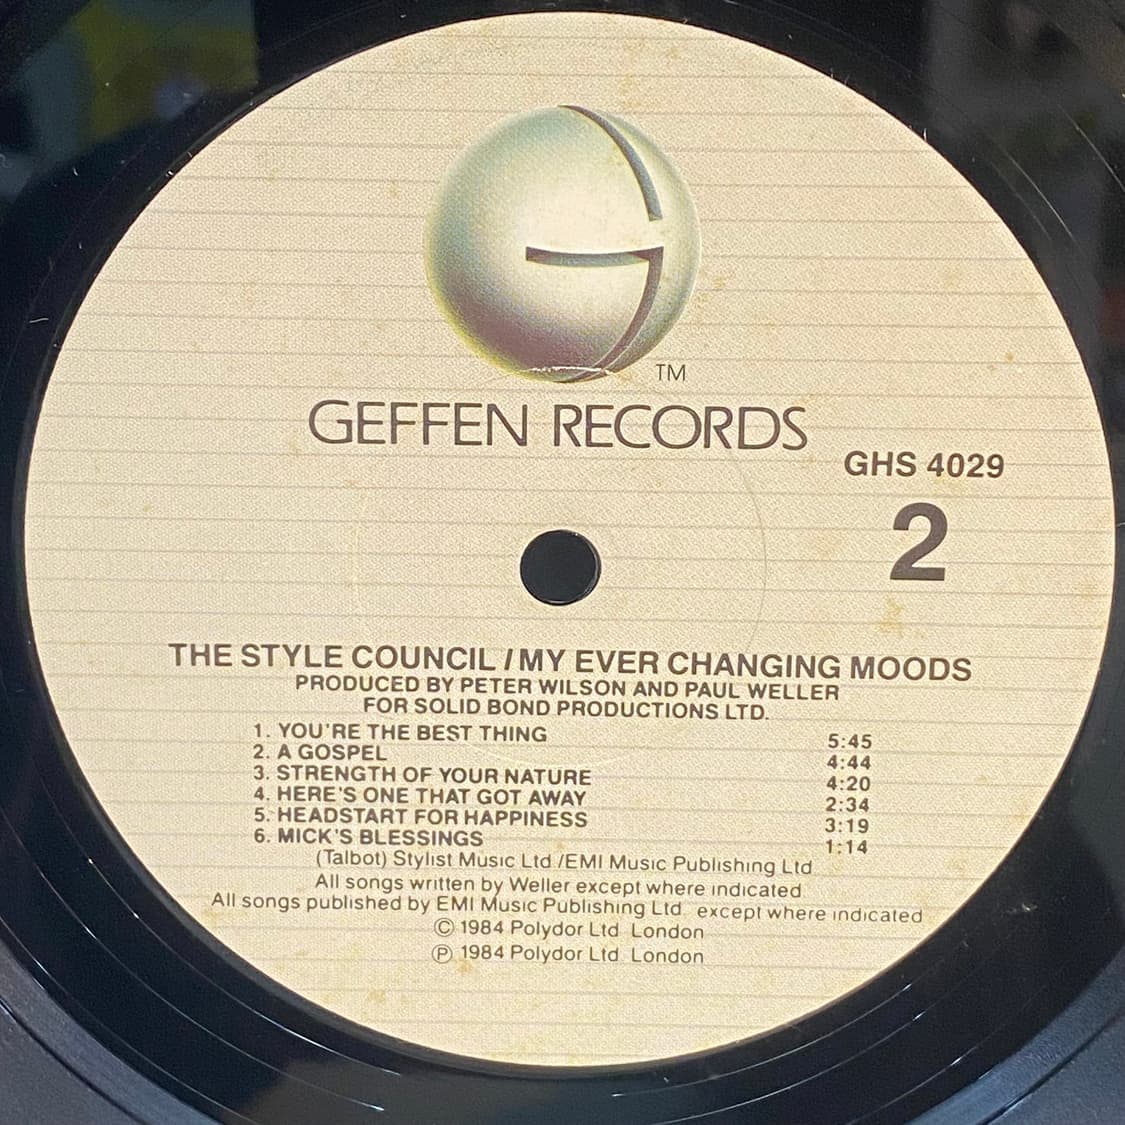 TM
GEFFEN RECORDS
GHS 4029
2
THE STYLE COUNCIL / MY EVER CHANGING MOODS
PRODUCED BY PETER WILSON AND PAUL WELLER
FOR SOLID BOND PRODUCTIONS LTD.
1. YOU'RE THE BEST THING 5:45
2. A GOSPEL 4:44
3. STRENGTH OF YOUR NATURE 4:20
4. HERE'S ONE THAT GOT AWAY 2:34
5. HEADSTART FOR HAPPINESS 3:19
6. MICK'S BLESSINGS 1:14
(Talbot) Stylist Music Ltd./EMI Music Publishing Ltd
All songs written by Weller except where indicated
All songs published by EMI Music Publishing Ltd. except where indicated
© 1984 Polydor Ltd London
℗ 1984 Polydor Ltd London